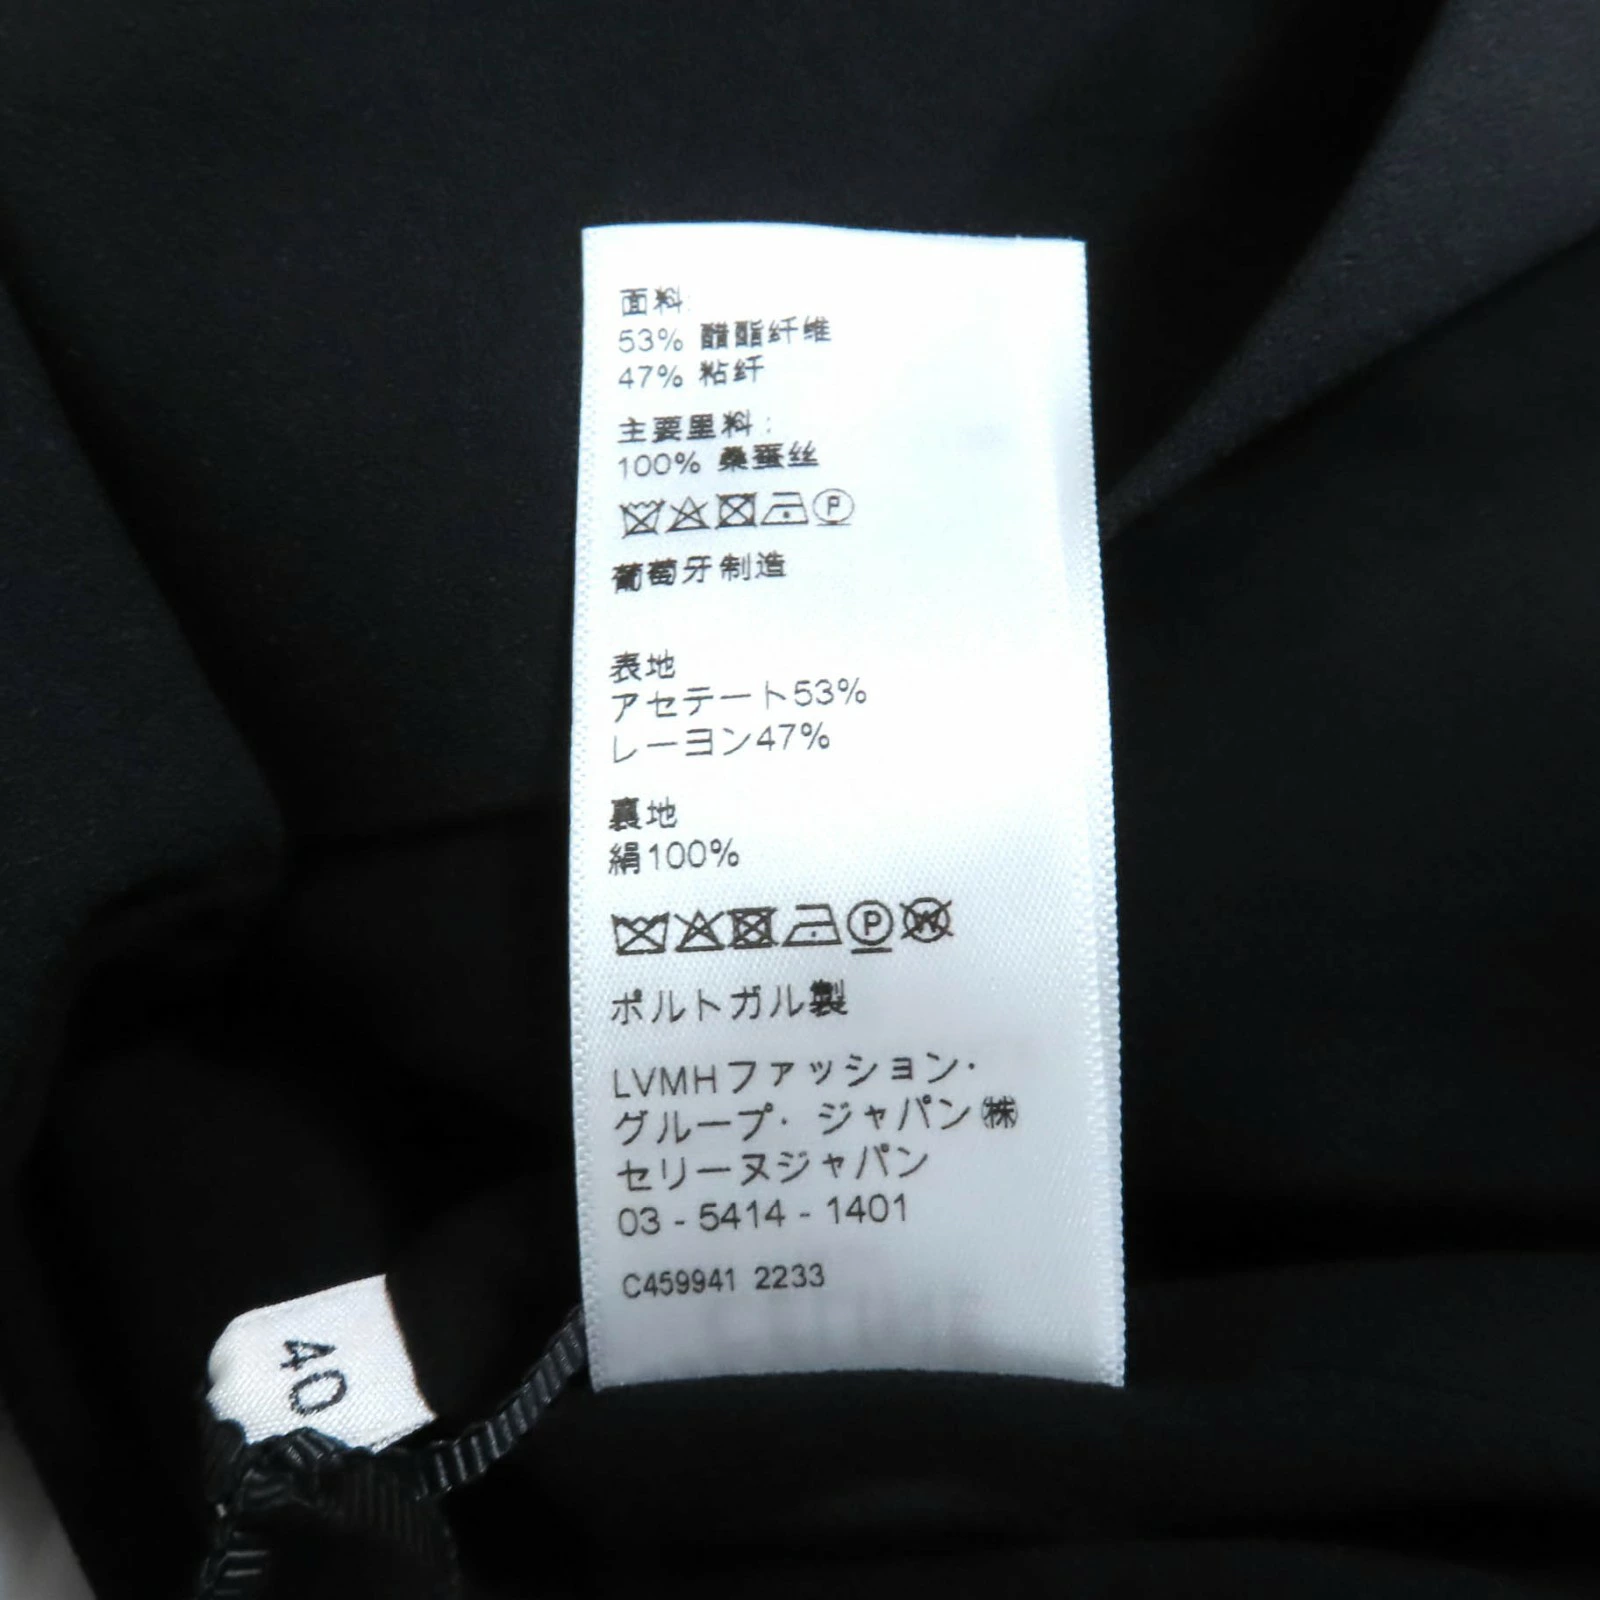 面料:
53% 醋酯纤维
47% 粘纤
主要里料:
100% 桑蚕丝
P
葡萄牙制造
表地
アセテート53%
レーヨン47%
裏地
絹100%
P W
ポルトガル製
LVMHファッション・
グループ・ジャパン㈱
セリーヌジャパン
03 - 5414 - 1401
C459941 2233
40